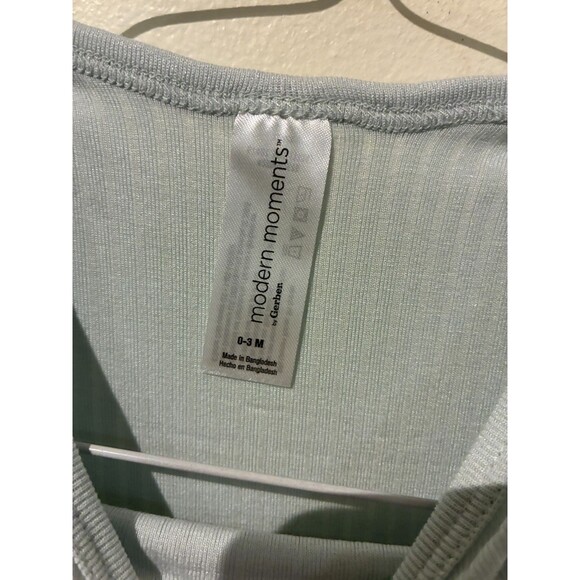 modern moments™
by Gerber
0-3 M
Made in Bangladesh
Hecho en Bangladesh